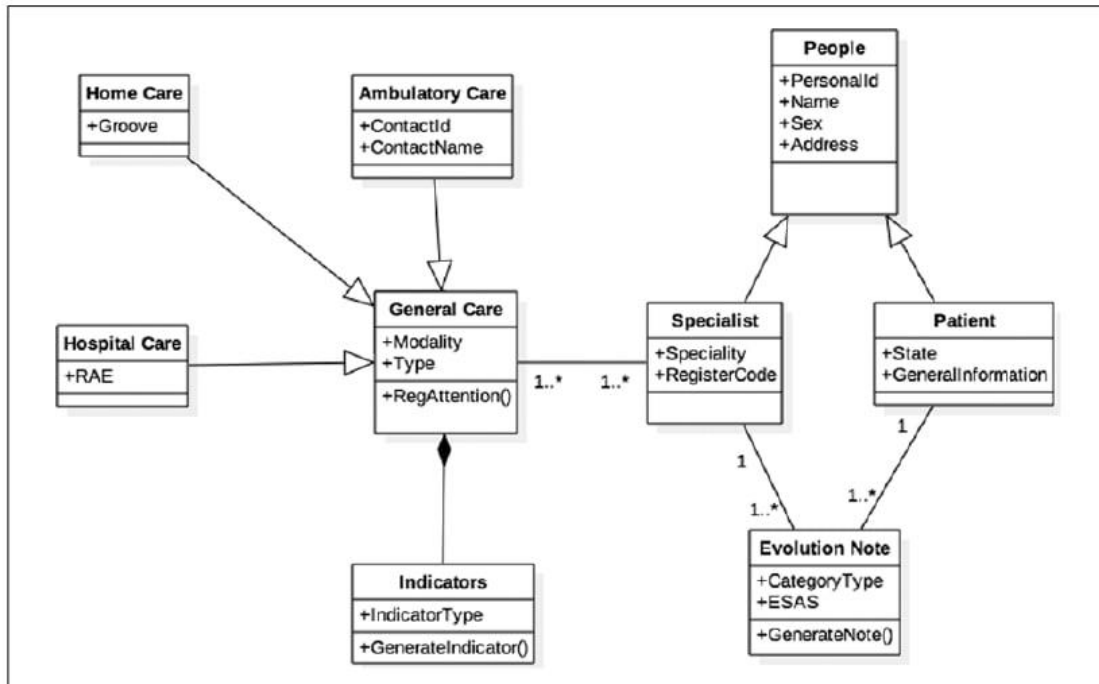 People
+PersonalId
+Name
+Sex
+Address
Home Care
+Groove
Ambulatory Care
+ContactId
+ContactName
General Care
+Modality
+Type
+RegAttention()
Hospital Care
+RAE
1..*
1..*
Specialist
+Speciality
+RegisterCode
Patient
+State
+GeneralInformation
1
1
1..*
1..*
Evolution Note
+CategoryType
+ESAS
+GenerateNote()
Indicators
+IndicatorType
+GenerateIndicator()